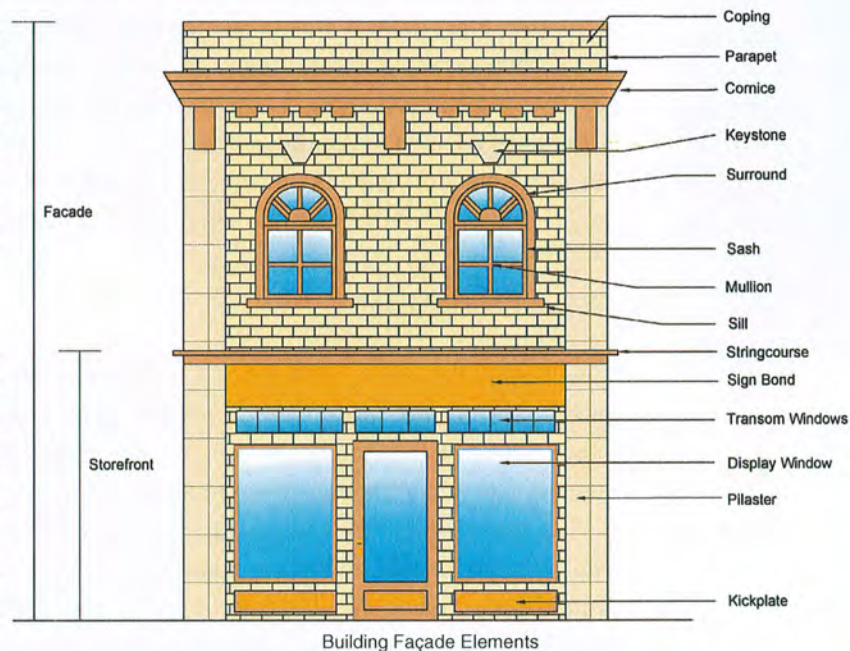 Coping
Parapet
Cornice
Keystone
Surround
Facade
Sash
Mullion
Sill
Stringcourse
Sign Bond
Transom Windows
Storefront
Display Window
Pilaster
Kickplate
Building Façade Elements